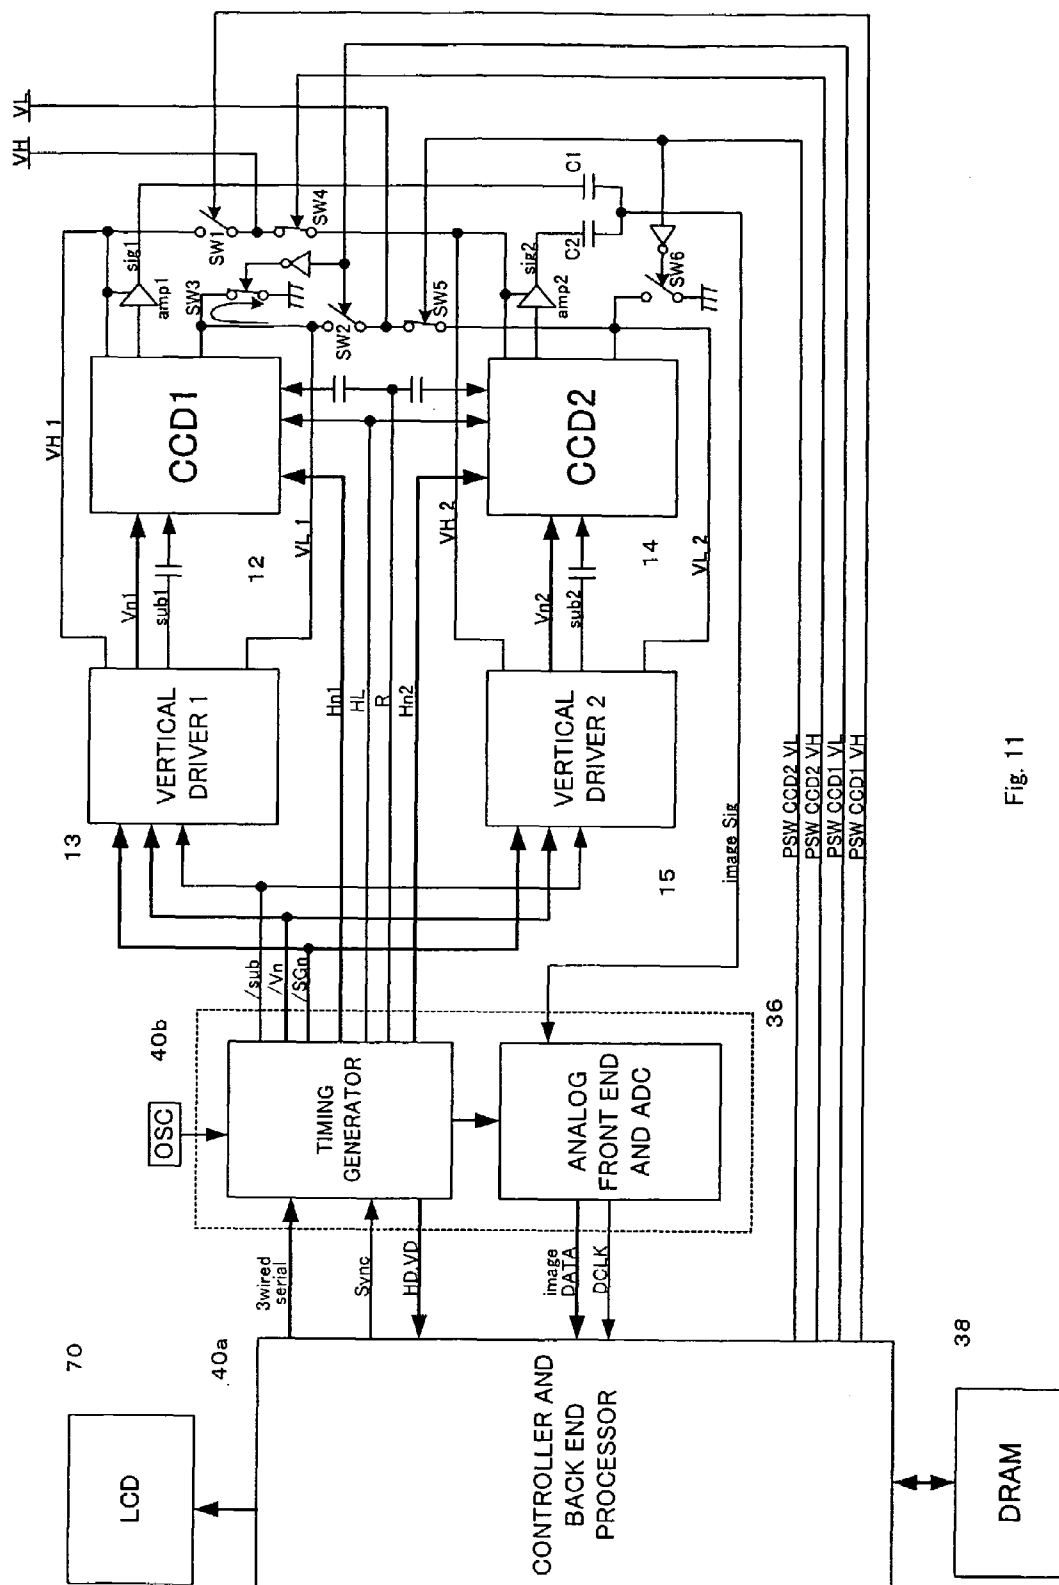 VH
VL
VH 1
sig1
amp1
SW1
SW4
SW3
SW2
SW5
C1
C2
sig2
amp2
SW6
CCD1
12
Vn1
sub1
VL 1
VERTICAL
DRIVER 1
13
CCD2
14
VH 2
Vn2
sub2
VL 2
VERTICAL
DRIVER 2
15
Hn1
HL
R
Hn2
image Sig
PSW CCD2 VL
PSW CCD2 VH
PSW CCD1 VL
PSW CCD1 VH
/sub
/Vn
/SGn
40b
OSC
TIMING
GENERATOR
ANALOG
FRONT END
AND ADC
36
3wired
serial
Sync
HD.VD
image
DATA
DCLK
70
LCD
40a
CONTROLLER AND
BACK END
PROCESSOR
38
DRAM
Fig. 11